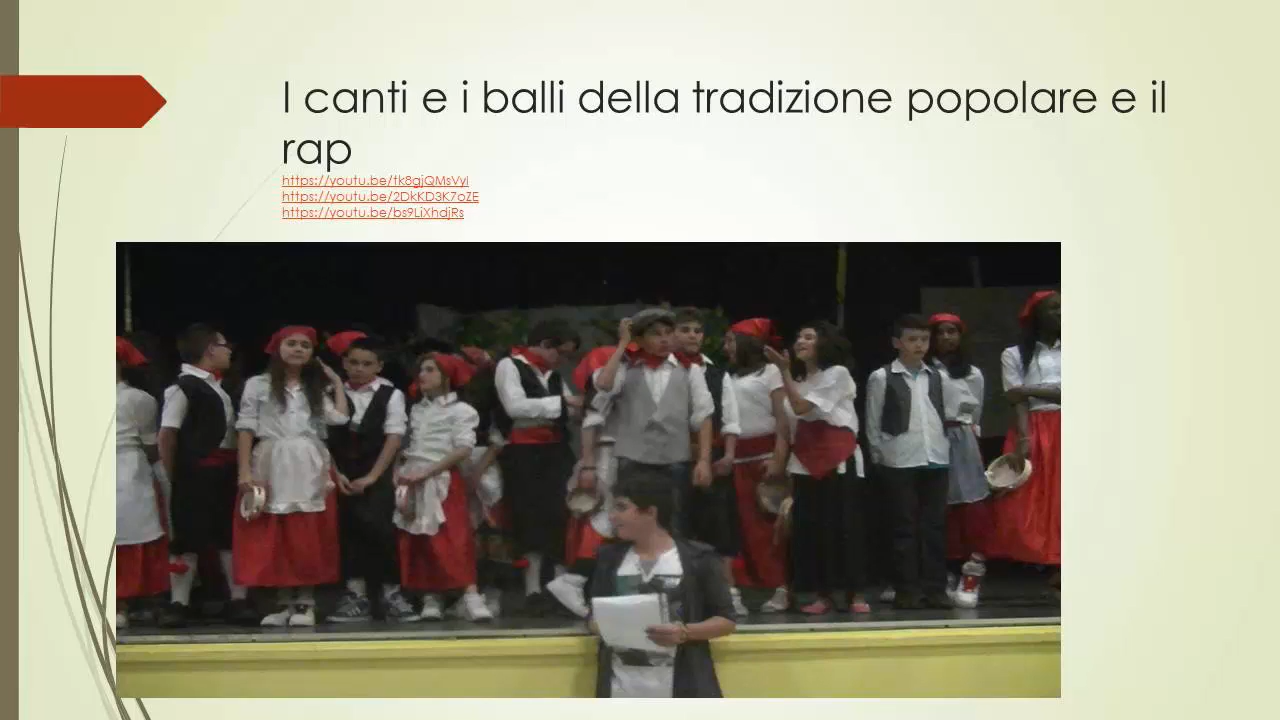 I canti e i balli della tradizione popolare e il
rap
https://youtu.be/tk8gjQMsVyI
https://youtu.be/2DkKD3K7oZE
https://youtu.be/bs9LiXhdjRs